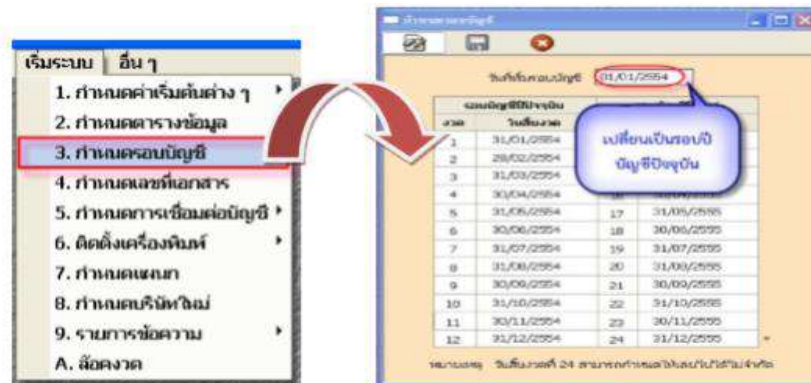 เริ่มระบบ อื่น ๆ
1. กำหนดค่าเริ่มต้นต่าง ๆ
2. กำหนดตารางข้อมูล
3. กำหนดรอบบัญชี
4. กำหนดเลขที่เอกสาร
5. กำหนดการเชื่อมต่อบัญชี
6. ติดตั้งเครื่องพิมพ์
7. กำหนดแผนก
8. กำหนดบริษัทใหม่
9. รายการข้อความ
A. ล๊องวด
กำหนดรอบบัญชี
วันที่เริ่มรอบบัญชี 01/01/2554
รอบบัญชีปีปัจจุบัน
งวด วันสิ้นงวด
เปลี่ยนเป็นรอบปี
บัญชีปัจจุบัน
1 31/01/2554
2 28/02/2554
3 31/03/2554
4 30/04/2554
5 31/05/2554 17 31/05/2555
6 30/06/2554 18 30/06/2555
7 31/07/2554 19 31/07/2555
8 31/08/2554 20 31/08/2555
9 30/09/2554 21 30/09/2555
10 31/10/2554 22 31/10/2555
11 30/11/2554 23 30/11/2555
12 31/12/2554 24 31/12/2555
หมายเหตุ วันสิ้นงวดที่ 24 สามารถกำหนดให้เลยไปได้ไม่จำกัด